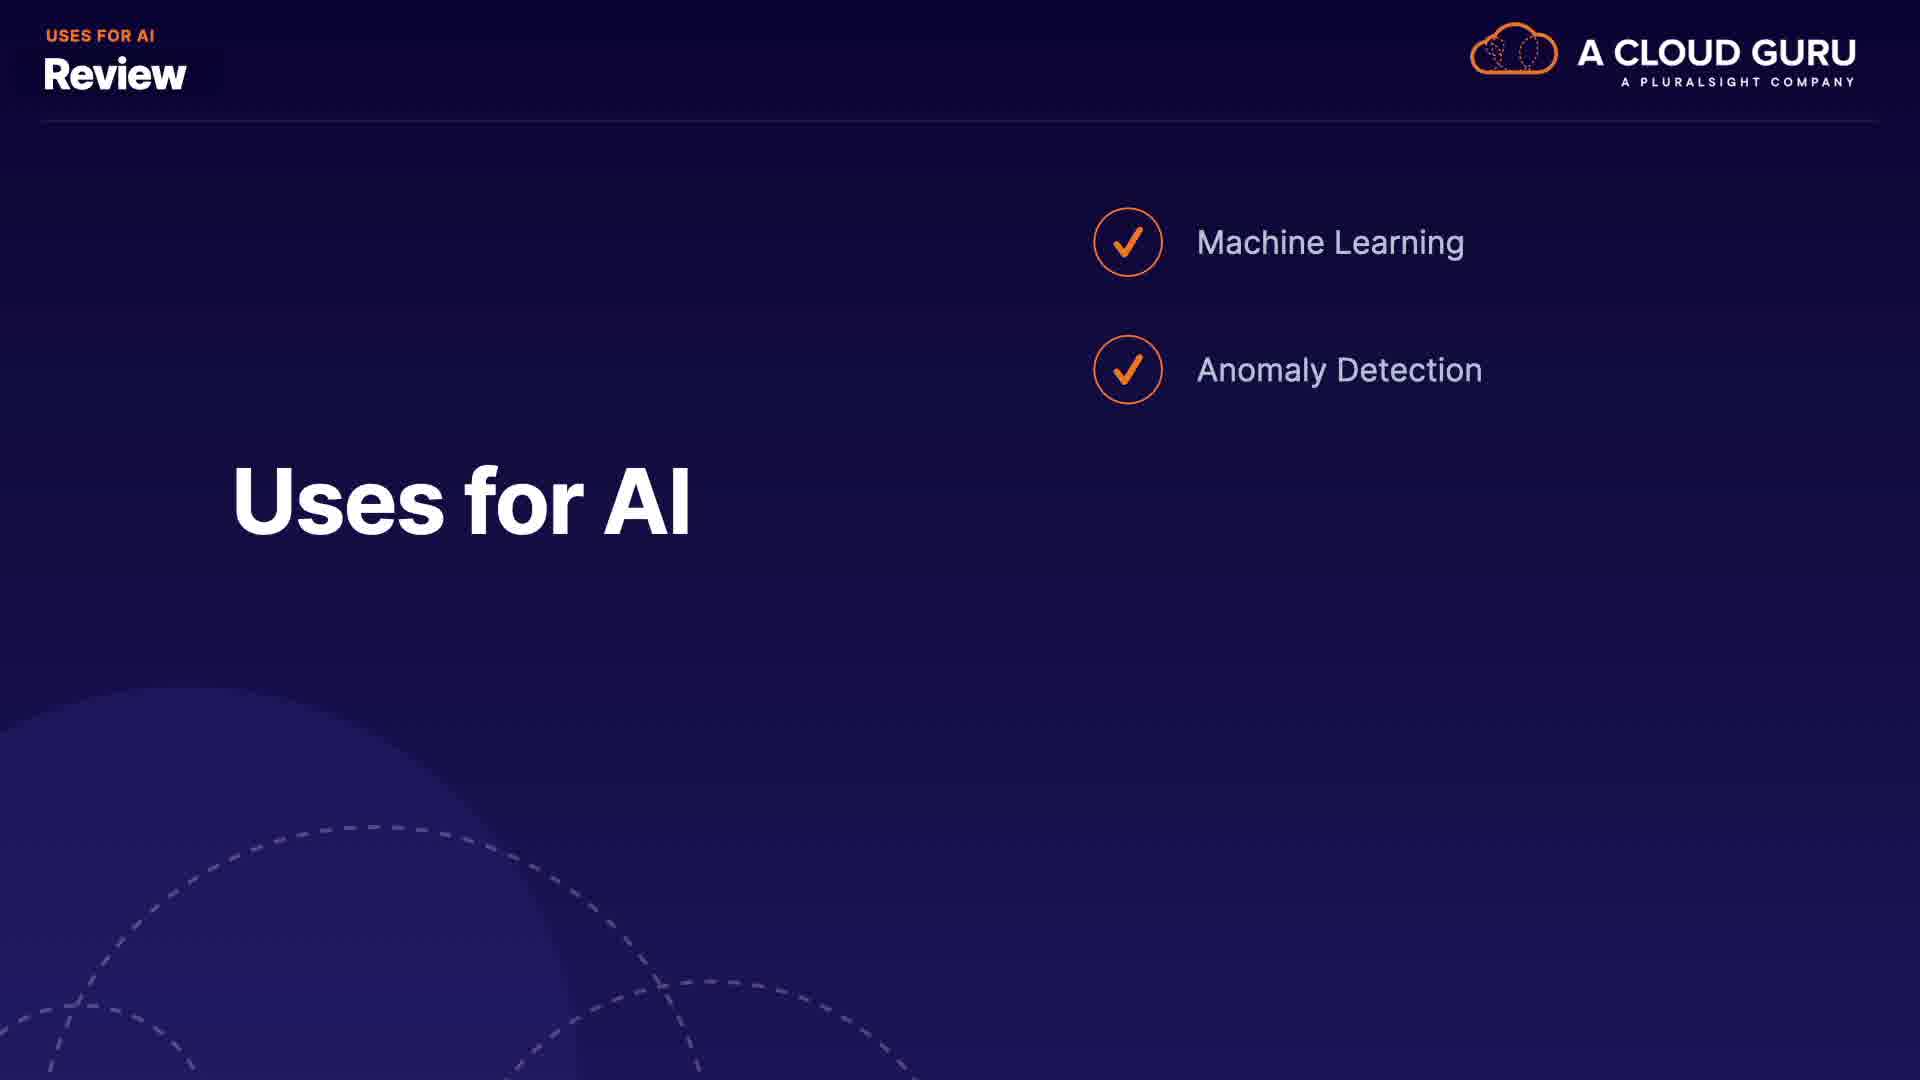 USES FOR AI
Review
A CLOUD GURU
A PLURALSIGHT COMPANY
Uses for AI
Machine Learning
Anomaly Detection